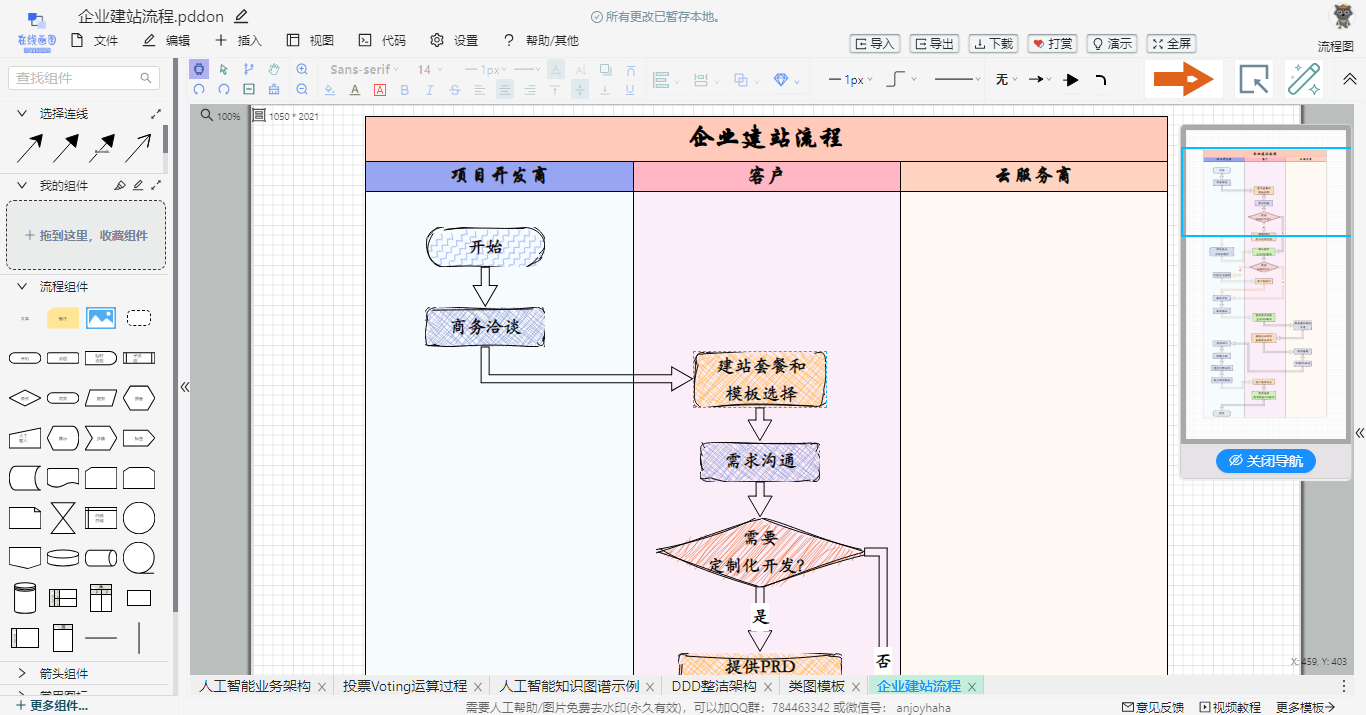 企业建站流程.pddon
所有更改已暂存本地。
在线画图
文件 编辑 插入 视图 代码 设置 ? 帮助/其他
导入 导出 下载 打赏 演示 全屏
流程图
查找组件
Sans-serif 14 1px
A A B I S A U
1px 无
选择连线
100%
1050 * 2021
我的组件
+ 拖到这里，收藏组件
流程组件
企业建站流程
项目开发商 客户 云服务商
开始
商务洽谈
建站套餐和
模板选择
需求沟通
需要
定制化开发?
是
否
提供PRD
关闭导航
X: 459, Y: 403
箭头组件
+ 更多组件...
人工智能业务架构 投票Voting运算过程 人工智能知识图谱示例 DDD整洁架构 类图模板 企业建站流程
需要人工帮助/图片免费去水印(永久有效)，可以加QQ群：784463342 或微信号： anjoyhaha
意见反馈 视频教程 更多模板